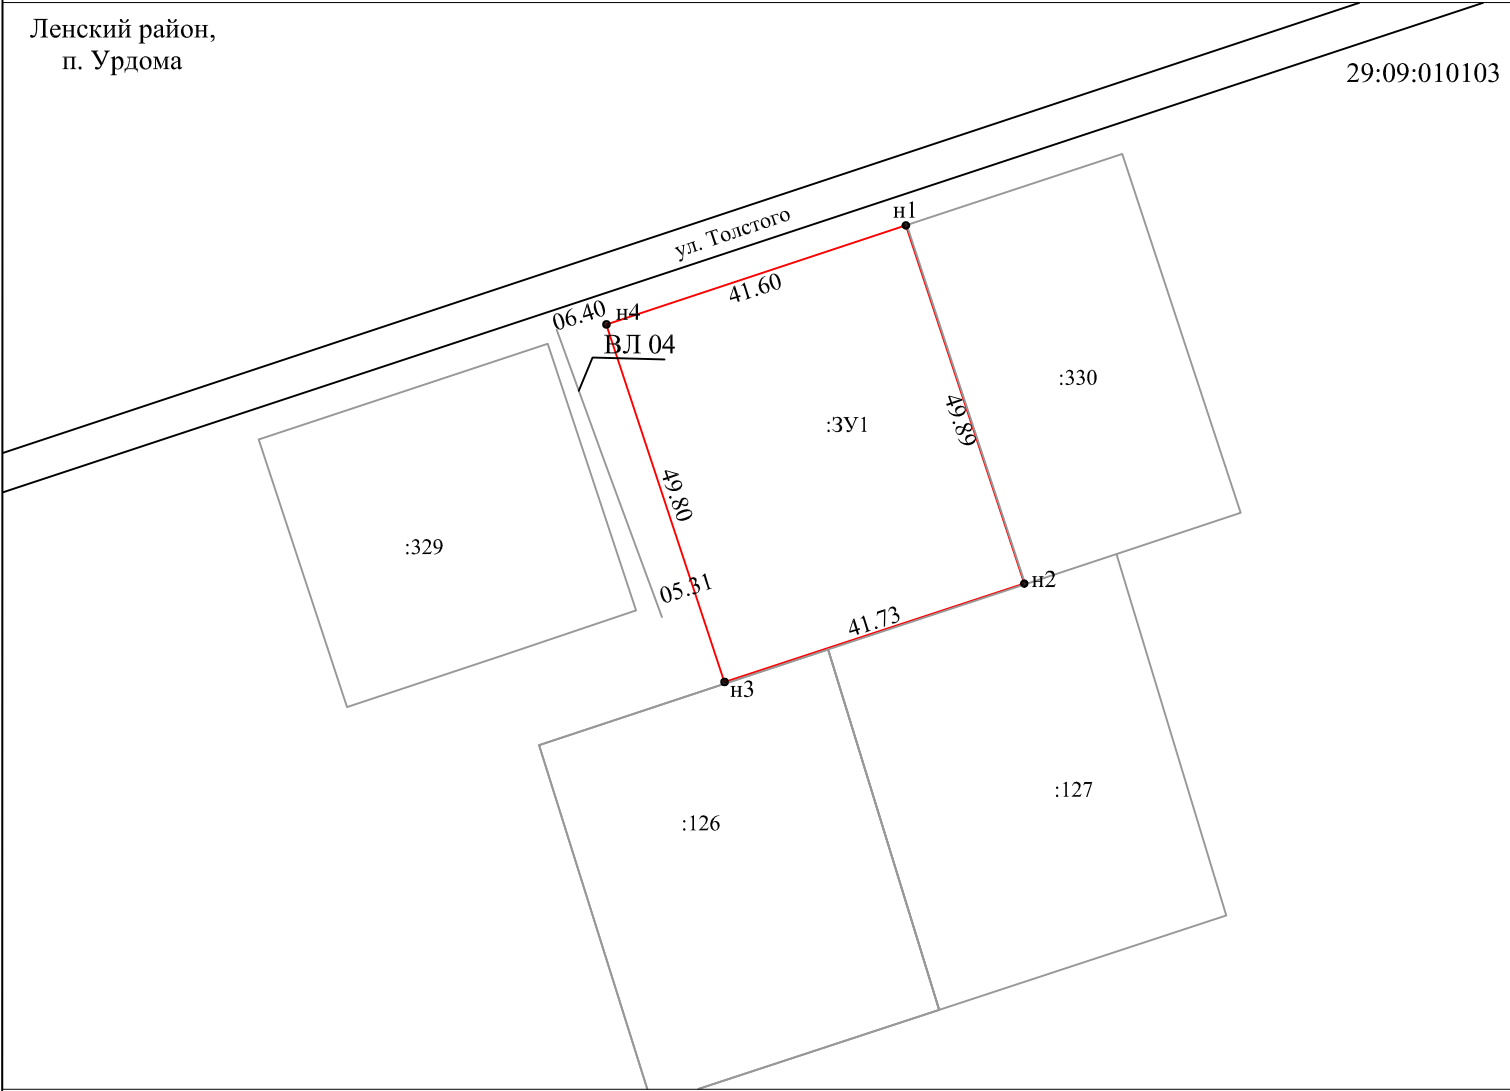 Ленский район,
п. Урдома
29:09:010103
ул. Толстого
н1
41.60
06.40
н4
ВЛ 04
:330
49.89
:ЗУ1
49.80
:329
05.31
н2
41.73
н3
:127
:126